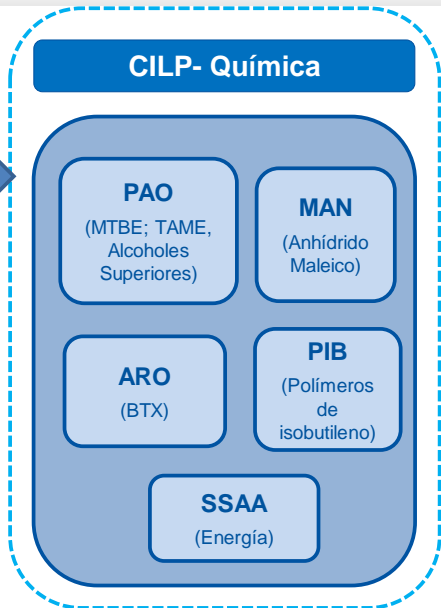 CILP- Química
PAO
(MTBE; TAME,
Alcoholes
Superiores)
MAN
(Anhídrido
Maleico)
ARO
(BTX)
PIB
(Polímeros
de
isobutileno)
SSAA
(Energía)